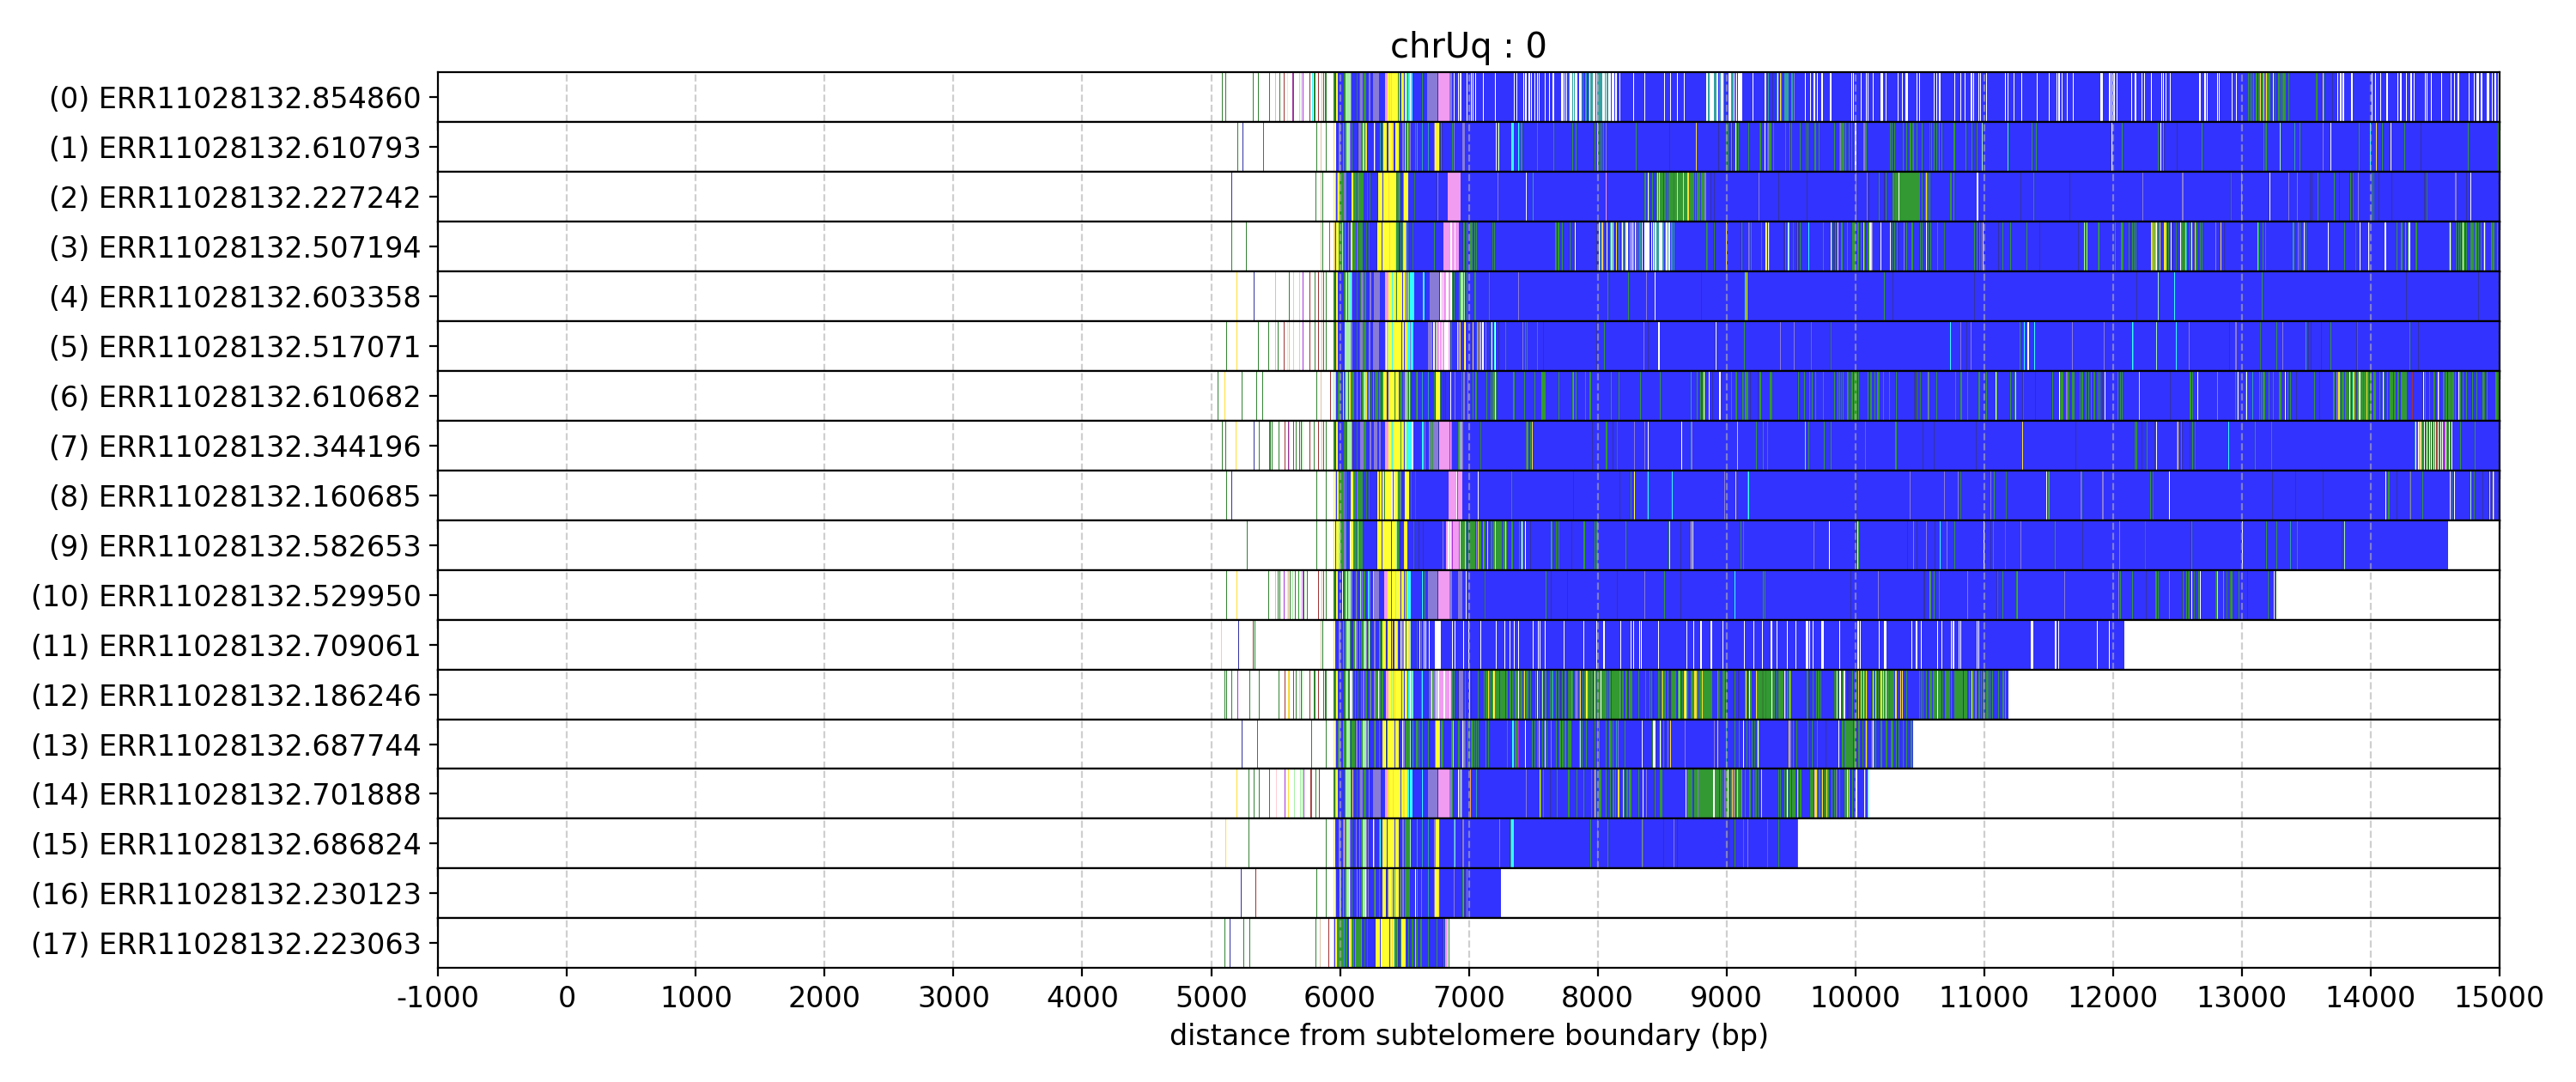 chrUq : 0
(0) ERR11028132.854860
(1) ERR11028132.610793
(2) ERR11028132.227242
(3) ERR11028132.507194
(4) ERR11028132.603358
(5) ERR11028132.517071
(6) ERR11028132.610682
(7) ERR11028132.344196
(8) ERR11028132.160685
(9) ERR11028132.582653
(10) ERR11028132.529950
(11) ERR11028132.709061
(12) ERR11028132.186246
(13) ERR11028132.687744
(14) ERR11028132.701888
(15) ERR11028132.686824
(16) ERR11028132.230123
(17) ERR11028132.223063
-1000 0 1000 2000 3000 4000 5000 6000 7000 8000 9000 10000 11000 12000 13000 14000 15000
distance from subtelomere boundary (bp)